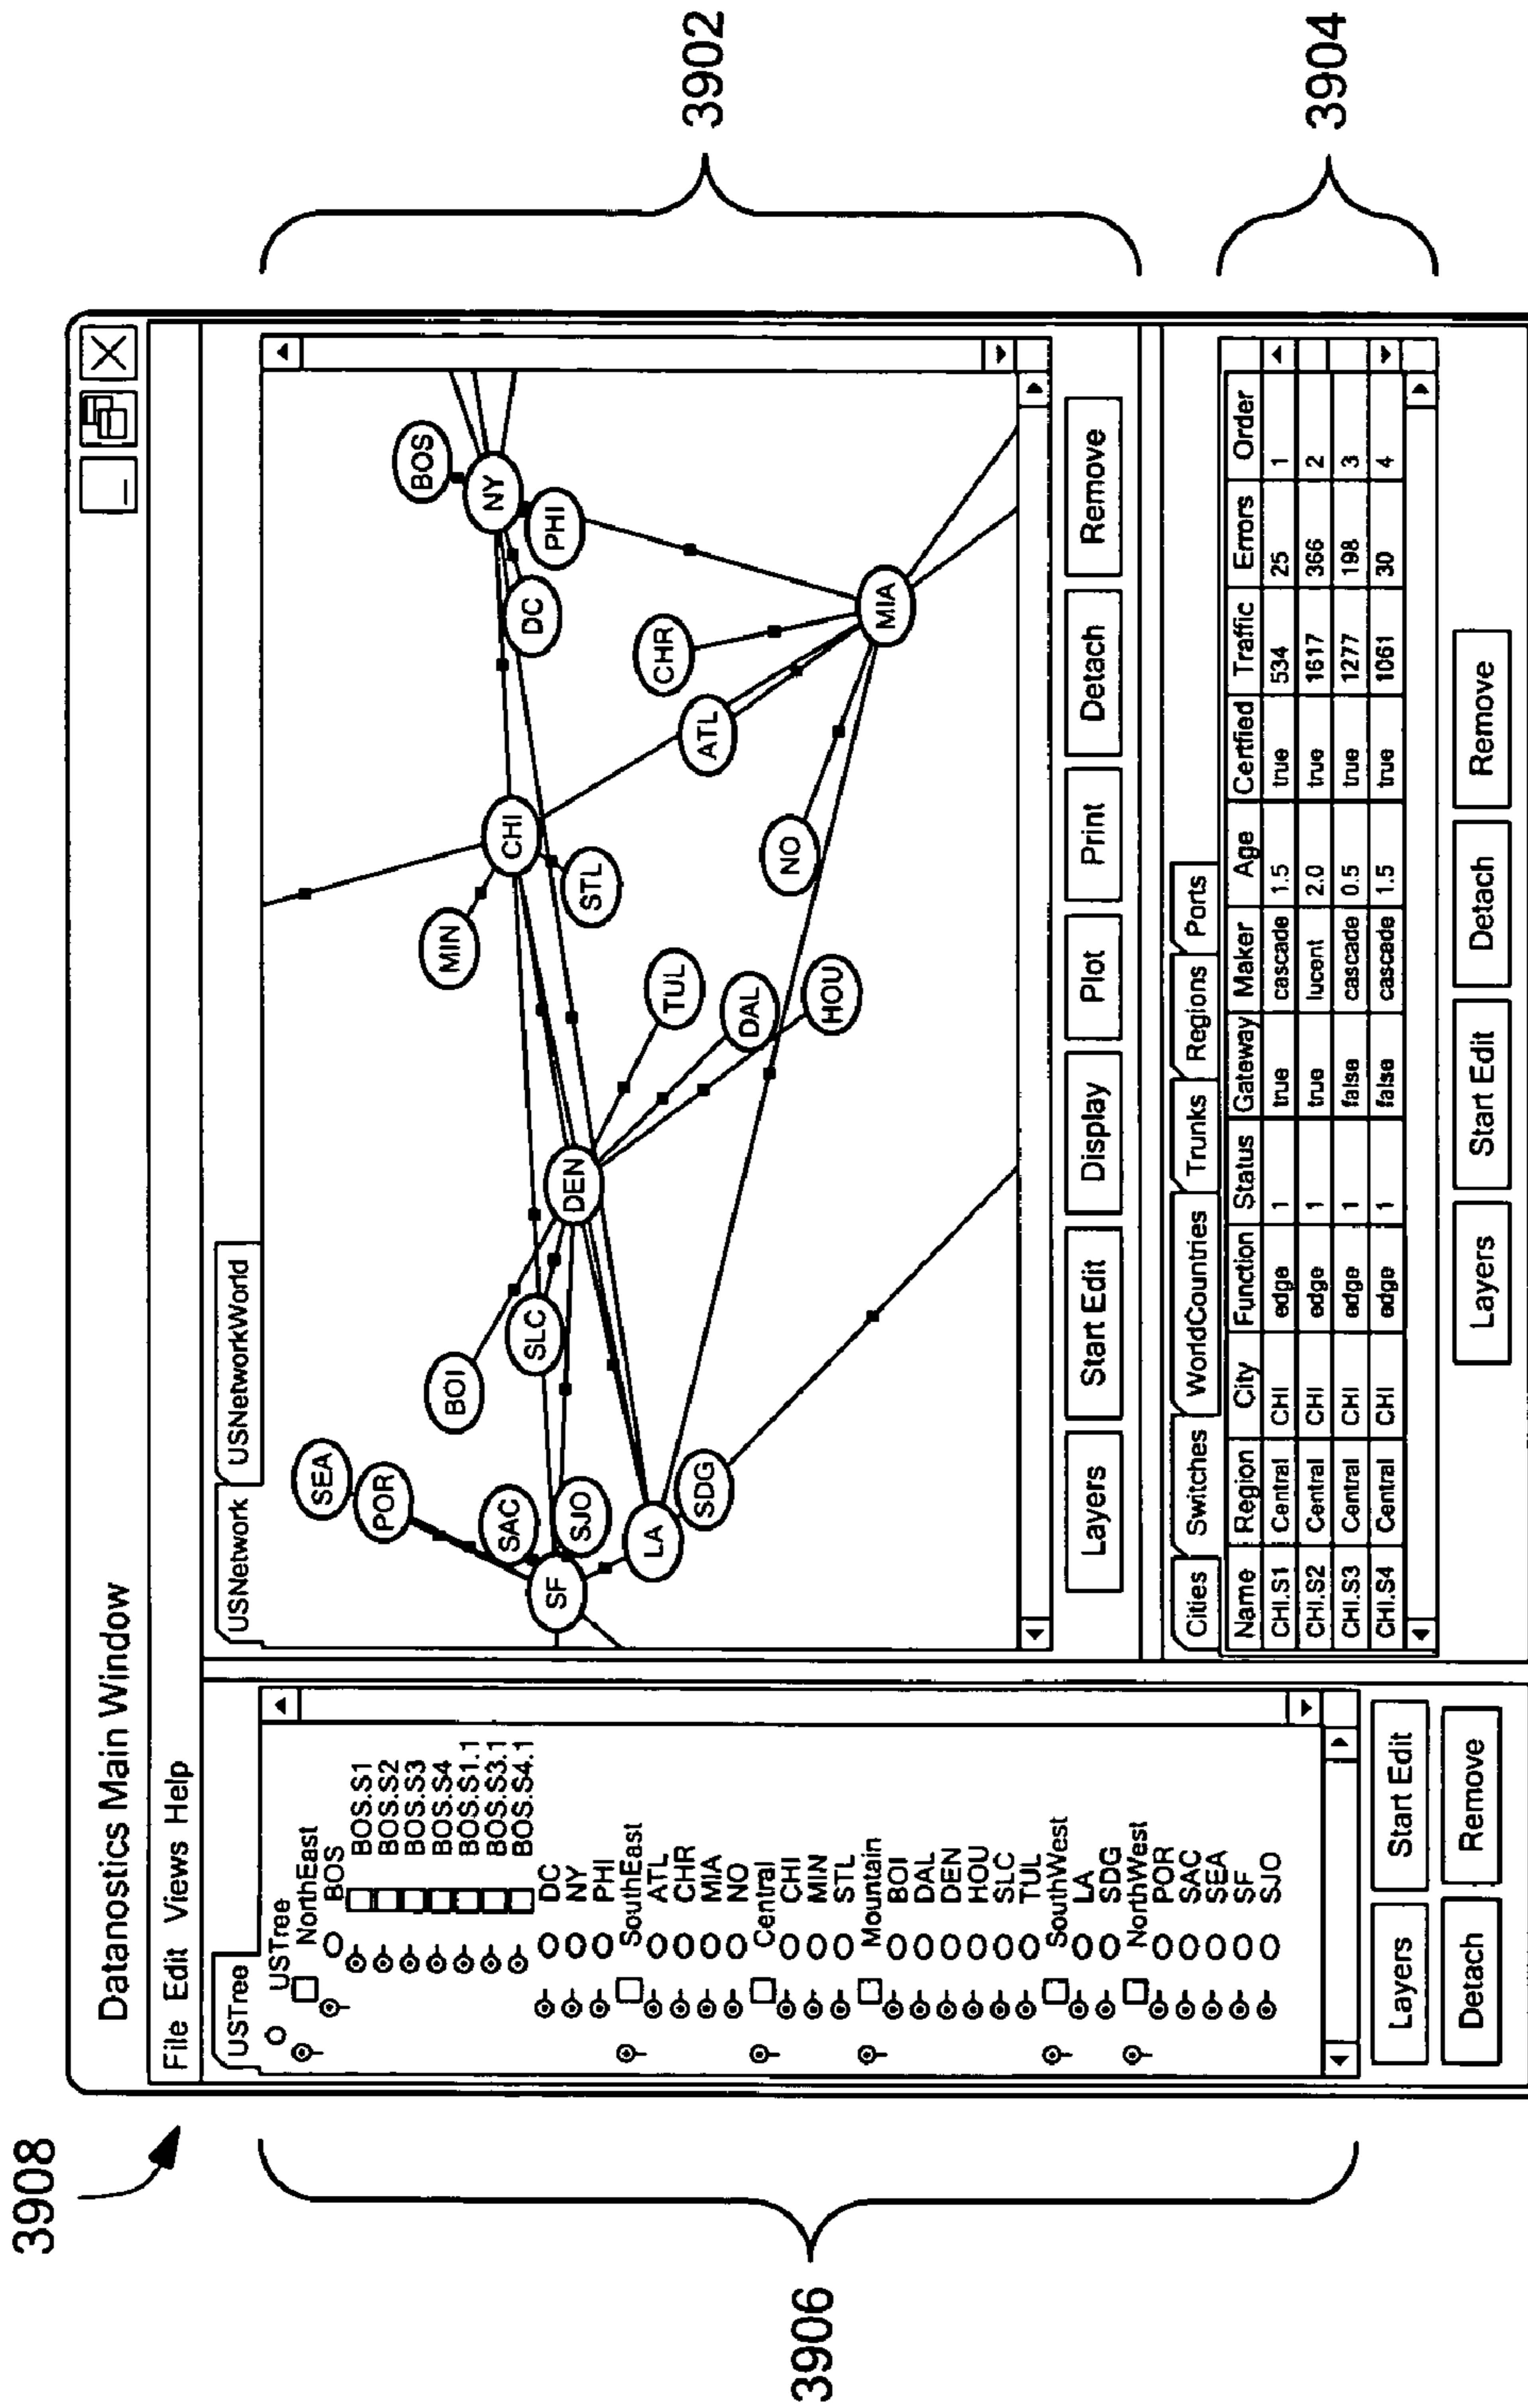 3908
Datanostics Main Window
File Edit Views Help
USTree
USTree
NorthEast
BOS
BOS.S1
BOS.S2
BOS.S3
BOS.S4
BOS.S1.1
BOS.S3.1
BOS.S4.1
DC
NY
PHI
SouthEast
ATL
CHR
MIA
NO
Central
CHI
MIN
STL
Mountain
BOI
DAL
DEN
HOU
SLC
TUL
SouthWest
LA
SDG
NorthWest
POR
SAC
SEA
SF
SJO
Layers Start Edit
Detach Remove
3906
USNetwork USNetworkWorld
SEA
POR
BOI
MIN
BOS
NY
SAC
SLC
CHI
DC
PHI
SF
SJO
DEN
STL
LA
TUL
CHR
SDG
ATL
DAL
NO
HOU
MIA
Layers Start Edit Display Plot Print Detach Remove
3902
Cities Switches WorldCountries Trunks Regions Ports
Name Region City Function Status Gateway Maker Age Certfied Traffic Errors Order
CHI.S1 Central CHI edge 1 true cascade 1.5 true 534 25 1
CHI.S2 Central CHI edge 1 true lucent 2.0 true 1617 366 2
CHI.S3 Central CHI edge 1 false cascade 0.5 true 1277 198 3
CHI.S4 Central CHI edge 1 false cascade 1.5 true 1061 30 4
Layers Start Edit Detach Remove
3904